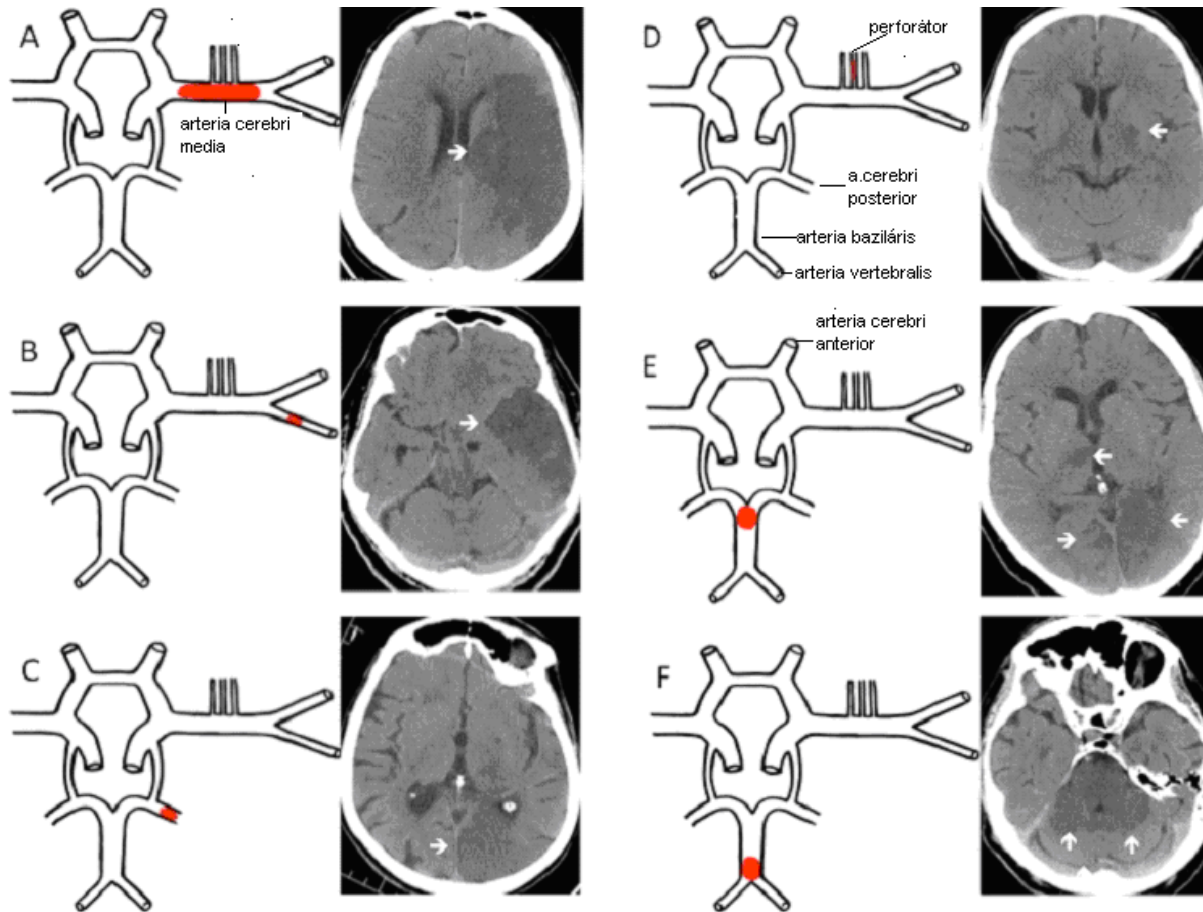 A
arteria cerebri
media
B
C
D
perforátor
a.cerebri
posterior
arteria baziláris
arteria vertebralis
arteria cerebri
anterior
E
F